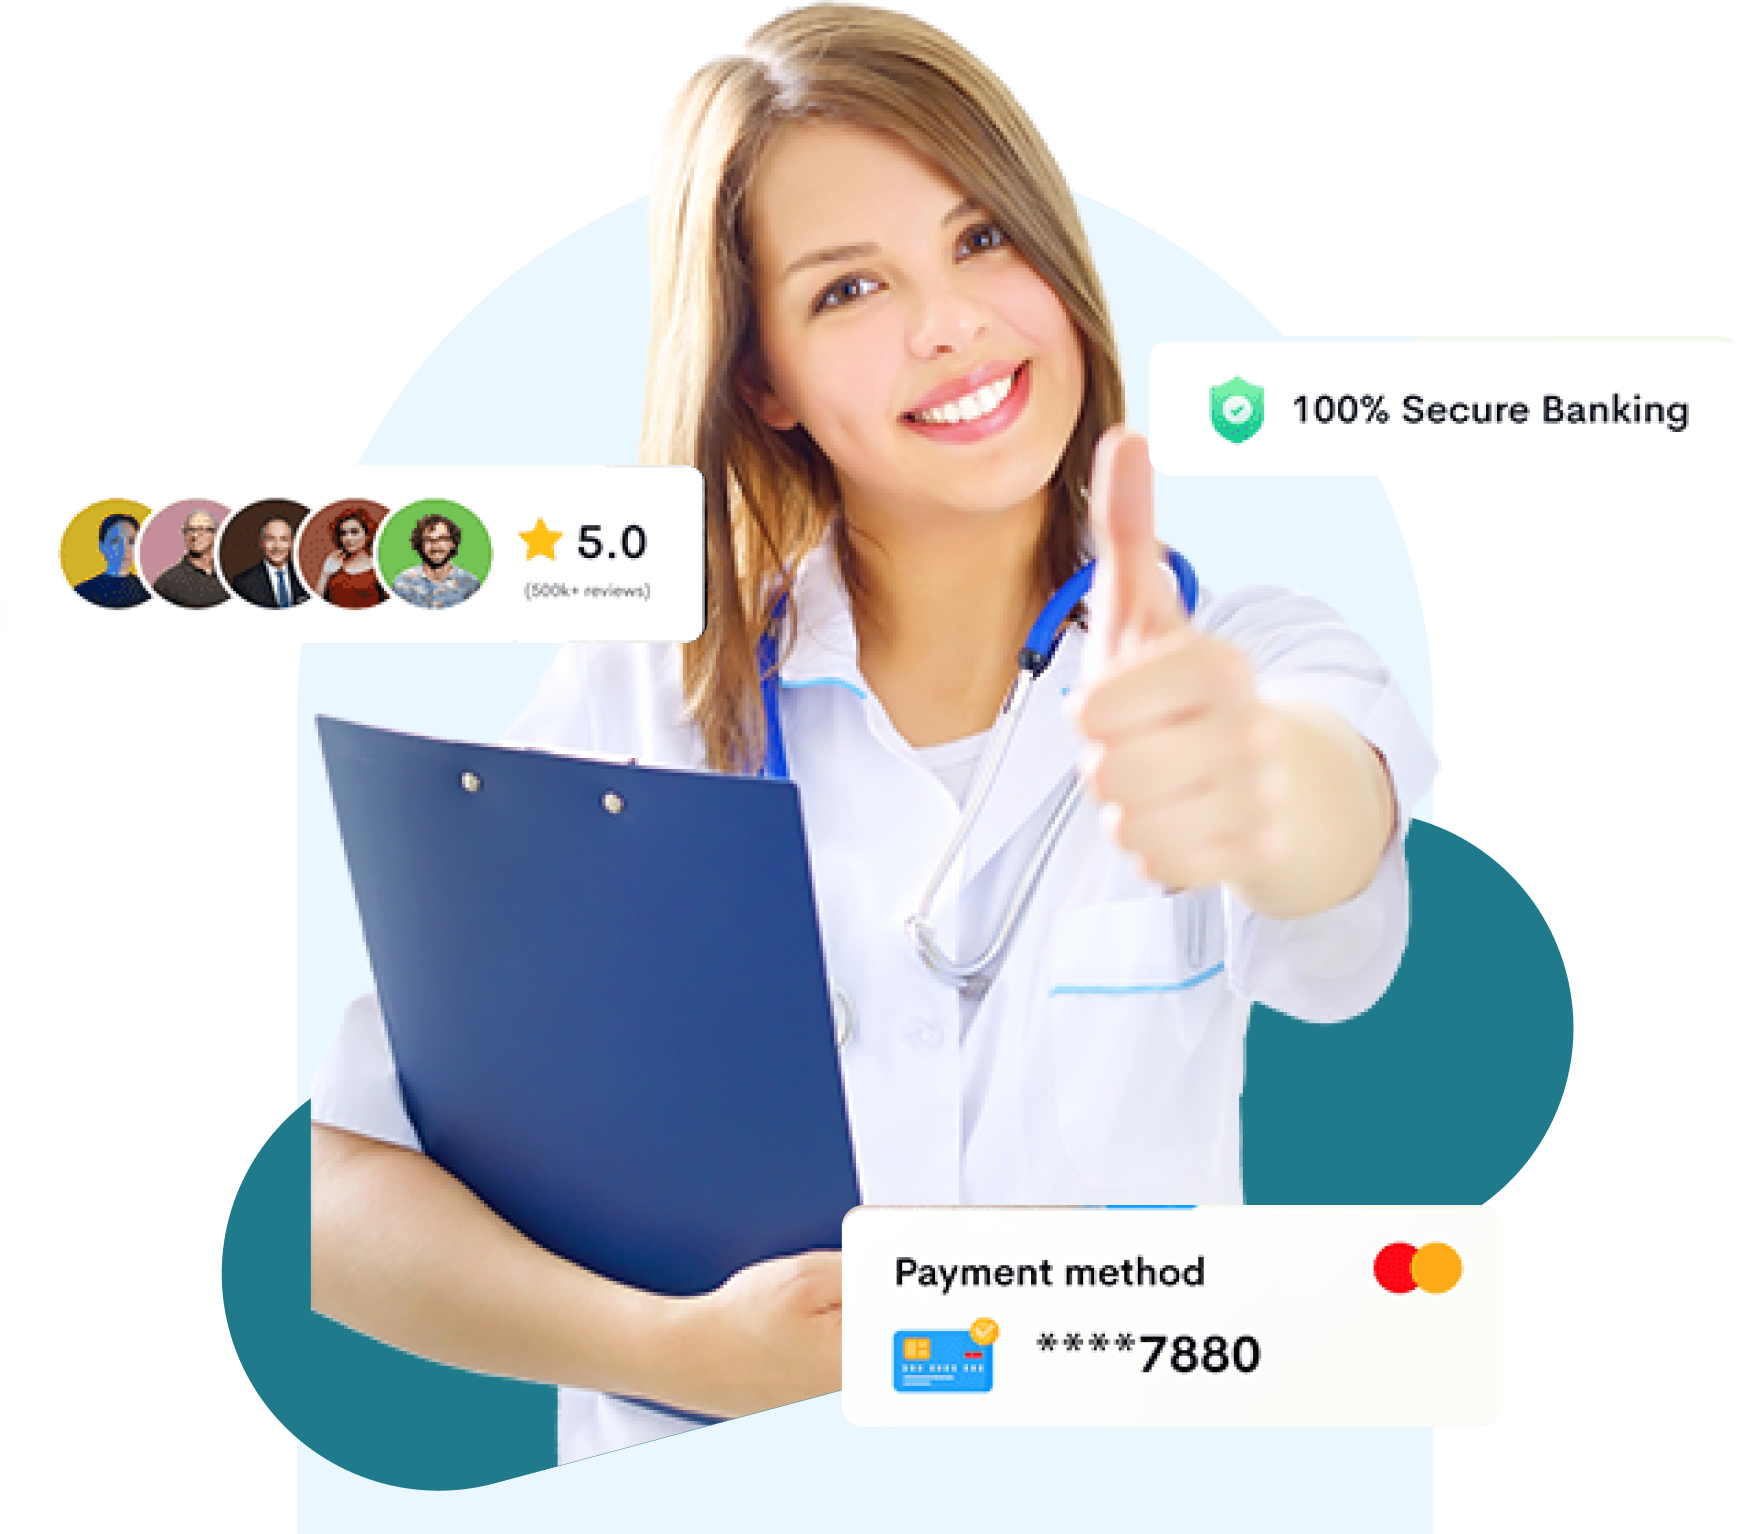 100% Secure Banking
5.0
(500k+ reviews)
Payment method
****7880